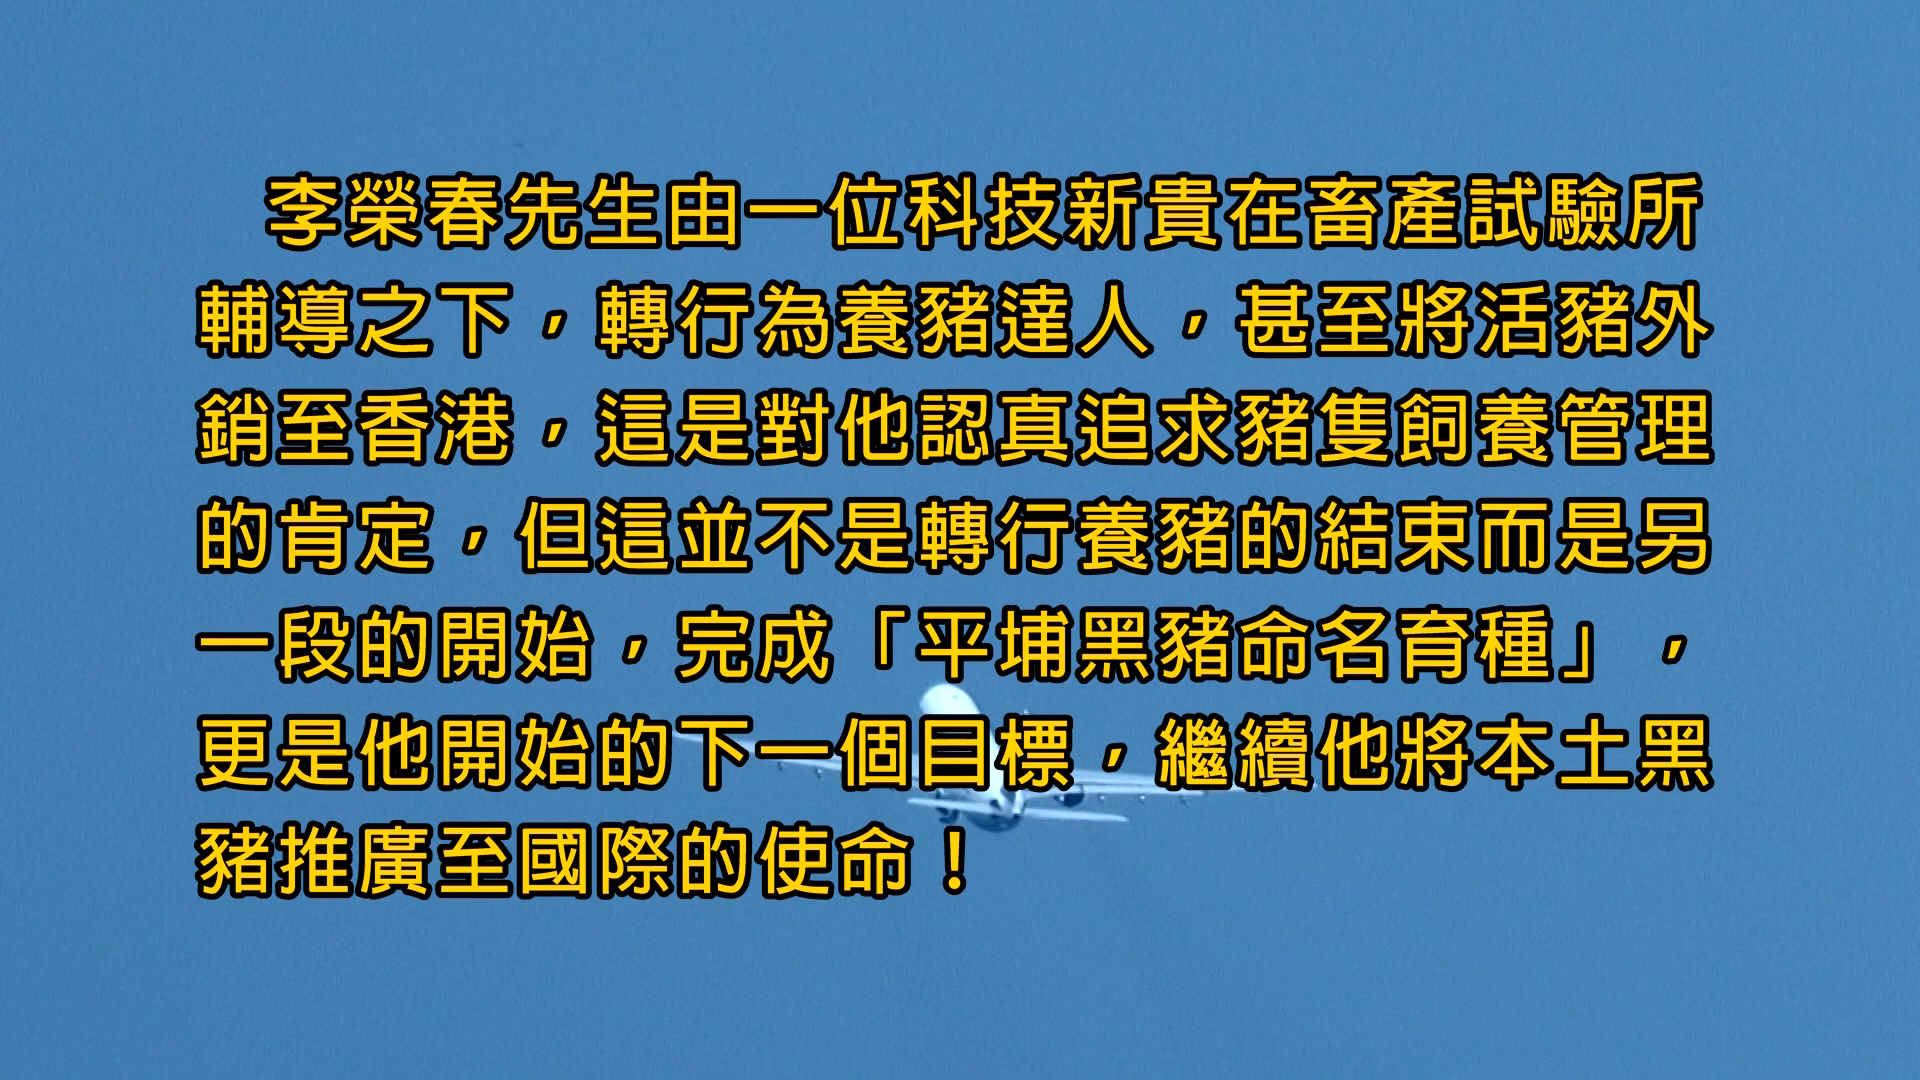 李榮春先生由一位科技新貴在畜產試驗所
輔導之下，轉行為養豬達人，甚至將活豬外
銷至香港，這是對他認真追求豬隻飼養管理
的肯定，但這並不是轉行養豬的結束而是另
一段的開始，完成「平埔黑豬命名育種」，
更是他開始的下一個目標，繼續他將本土黑
豬推廣至國際的使命！